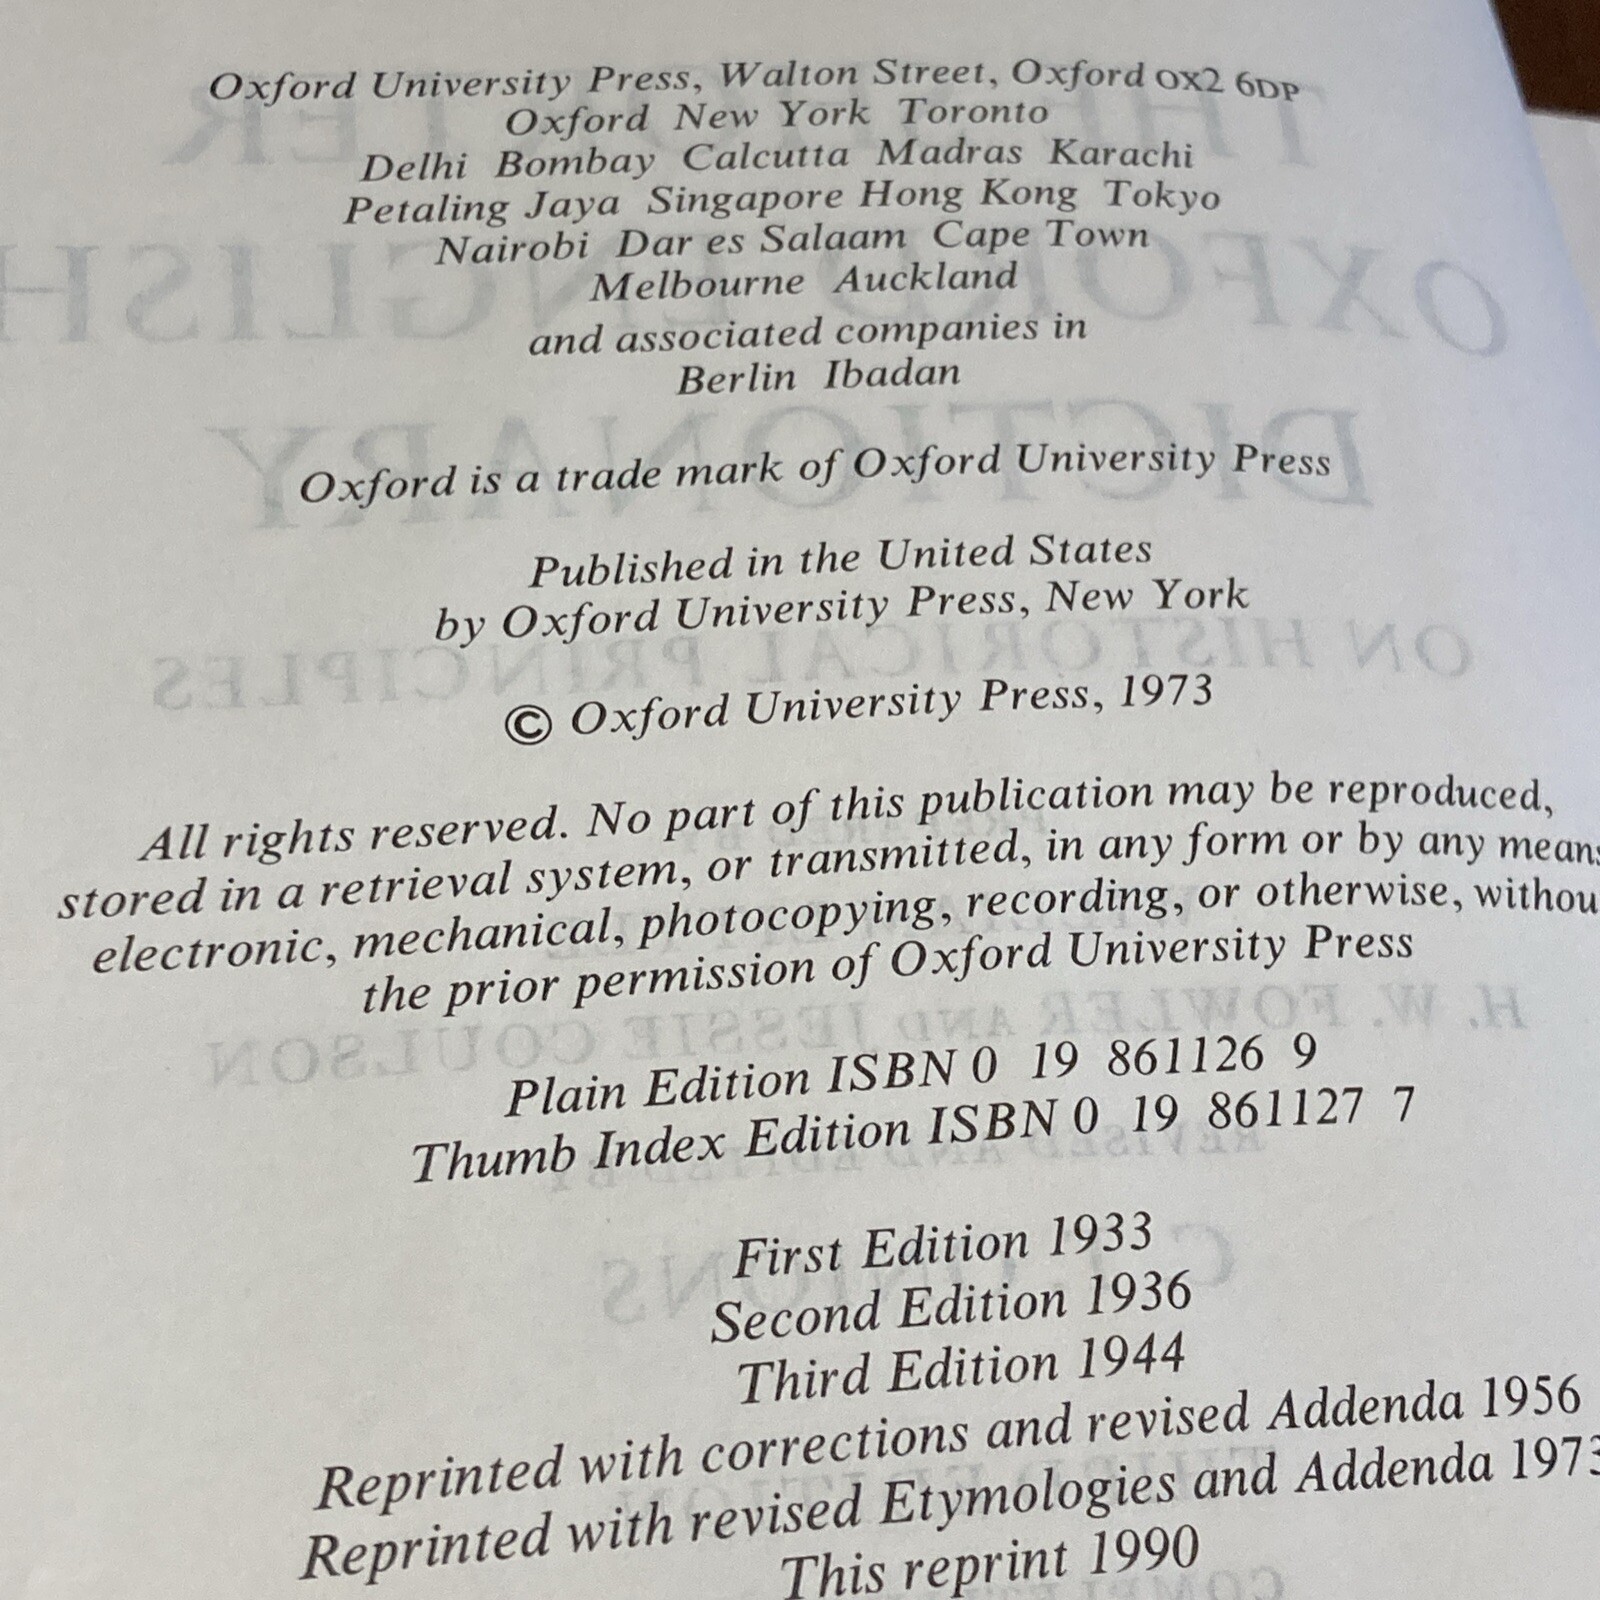 Oxford University Press, Walton Street, Oxford OX2 6DP
Oxford New York Toronto
Delhi Bombay Calcutta Madras Karachi
Petaling Jaya Singapore Hong Kong Tokyo
Nairobi Dar es Salaam Cape Town
Melbourne Auckland
and associated companies in
Berlin Ibadan
Oxford is a trade mark of Oxford University Press
Published in the United States
by Oxford University Press, New York
© Oxford University Press, 1973
All rights reserved. No part of this publication may be reproduced,
stored in a retrieval system, or transmitted, in any form or by any means
electronic, mechanical, photocopying, recording, or otherwise, withou
the prior permission of Oxford University Press
Plain Edition ISBN 0 19 861126 9
Thumb Index Edition ISBN 0 19 861127 7
First Edition 1933
Second Edition 1936
Third Edition 1944
Reprinted with corrections and revised Addenda 1956
Reprinted with revised Etymologies and Addenda 1973
This reprint 1990